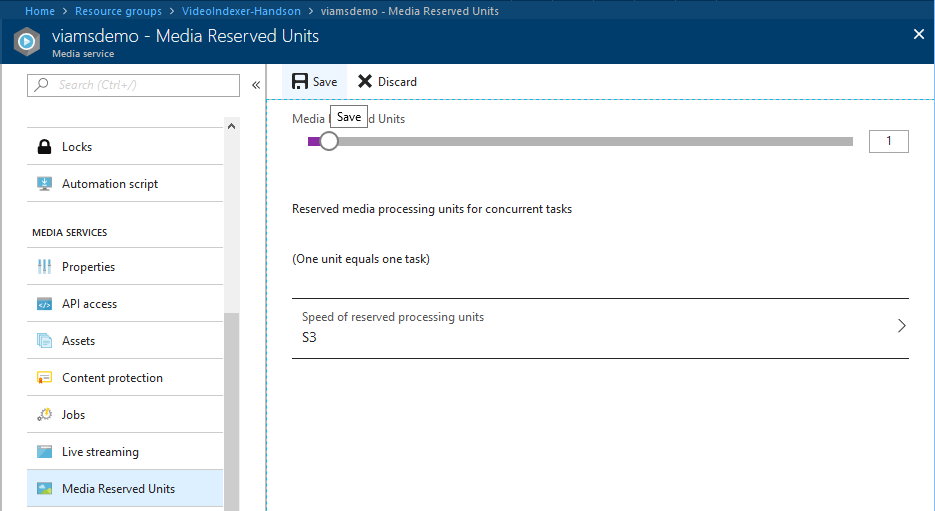 Home > Resource groups > VideoIndexer-Handson > viamsdemo - Media Reserved Units
viamsdemo - Media Reserved Units
Media service
Search (Ctrl+/)
Locks
Automation script
MEDIA SERVICES
Properties
API access
Assets
Content protection
Jobs
Live streaming
Media Reserved Units
Save
Discard
Save
Media d Units
1
Reserved media processing units for concurrent tasks
(One unit equals one task)
Speed of reserved processing units
S3